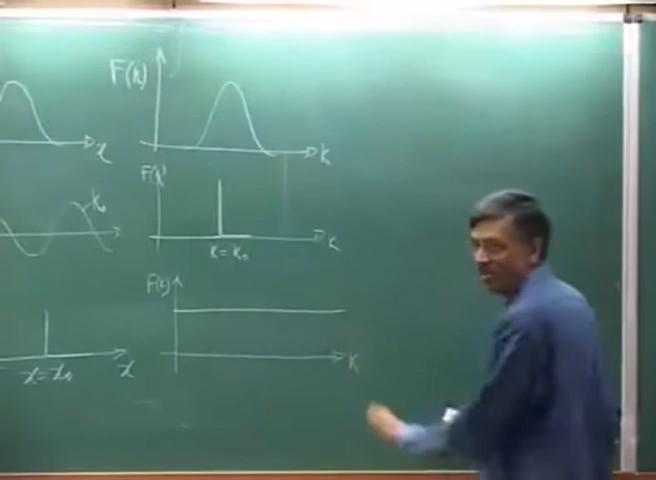 F(k)
x
k
F(k)
k₀
k = k₀
k
F(k)
x = x₀
x
k